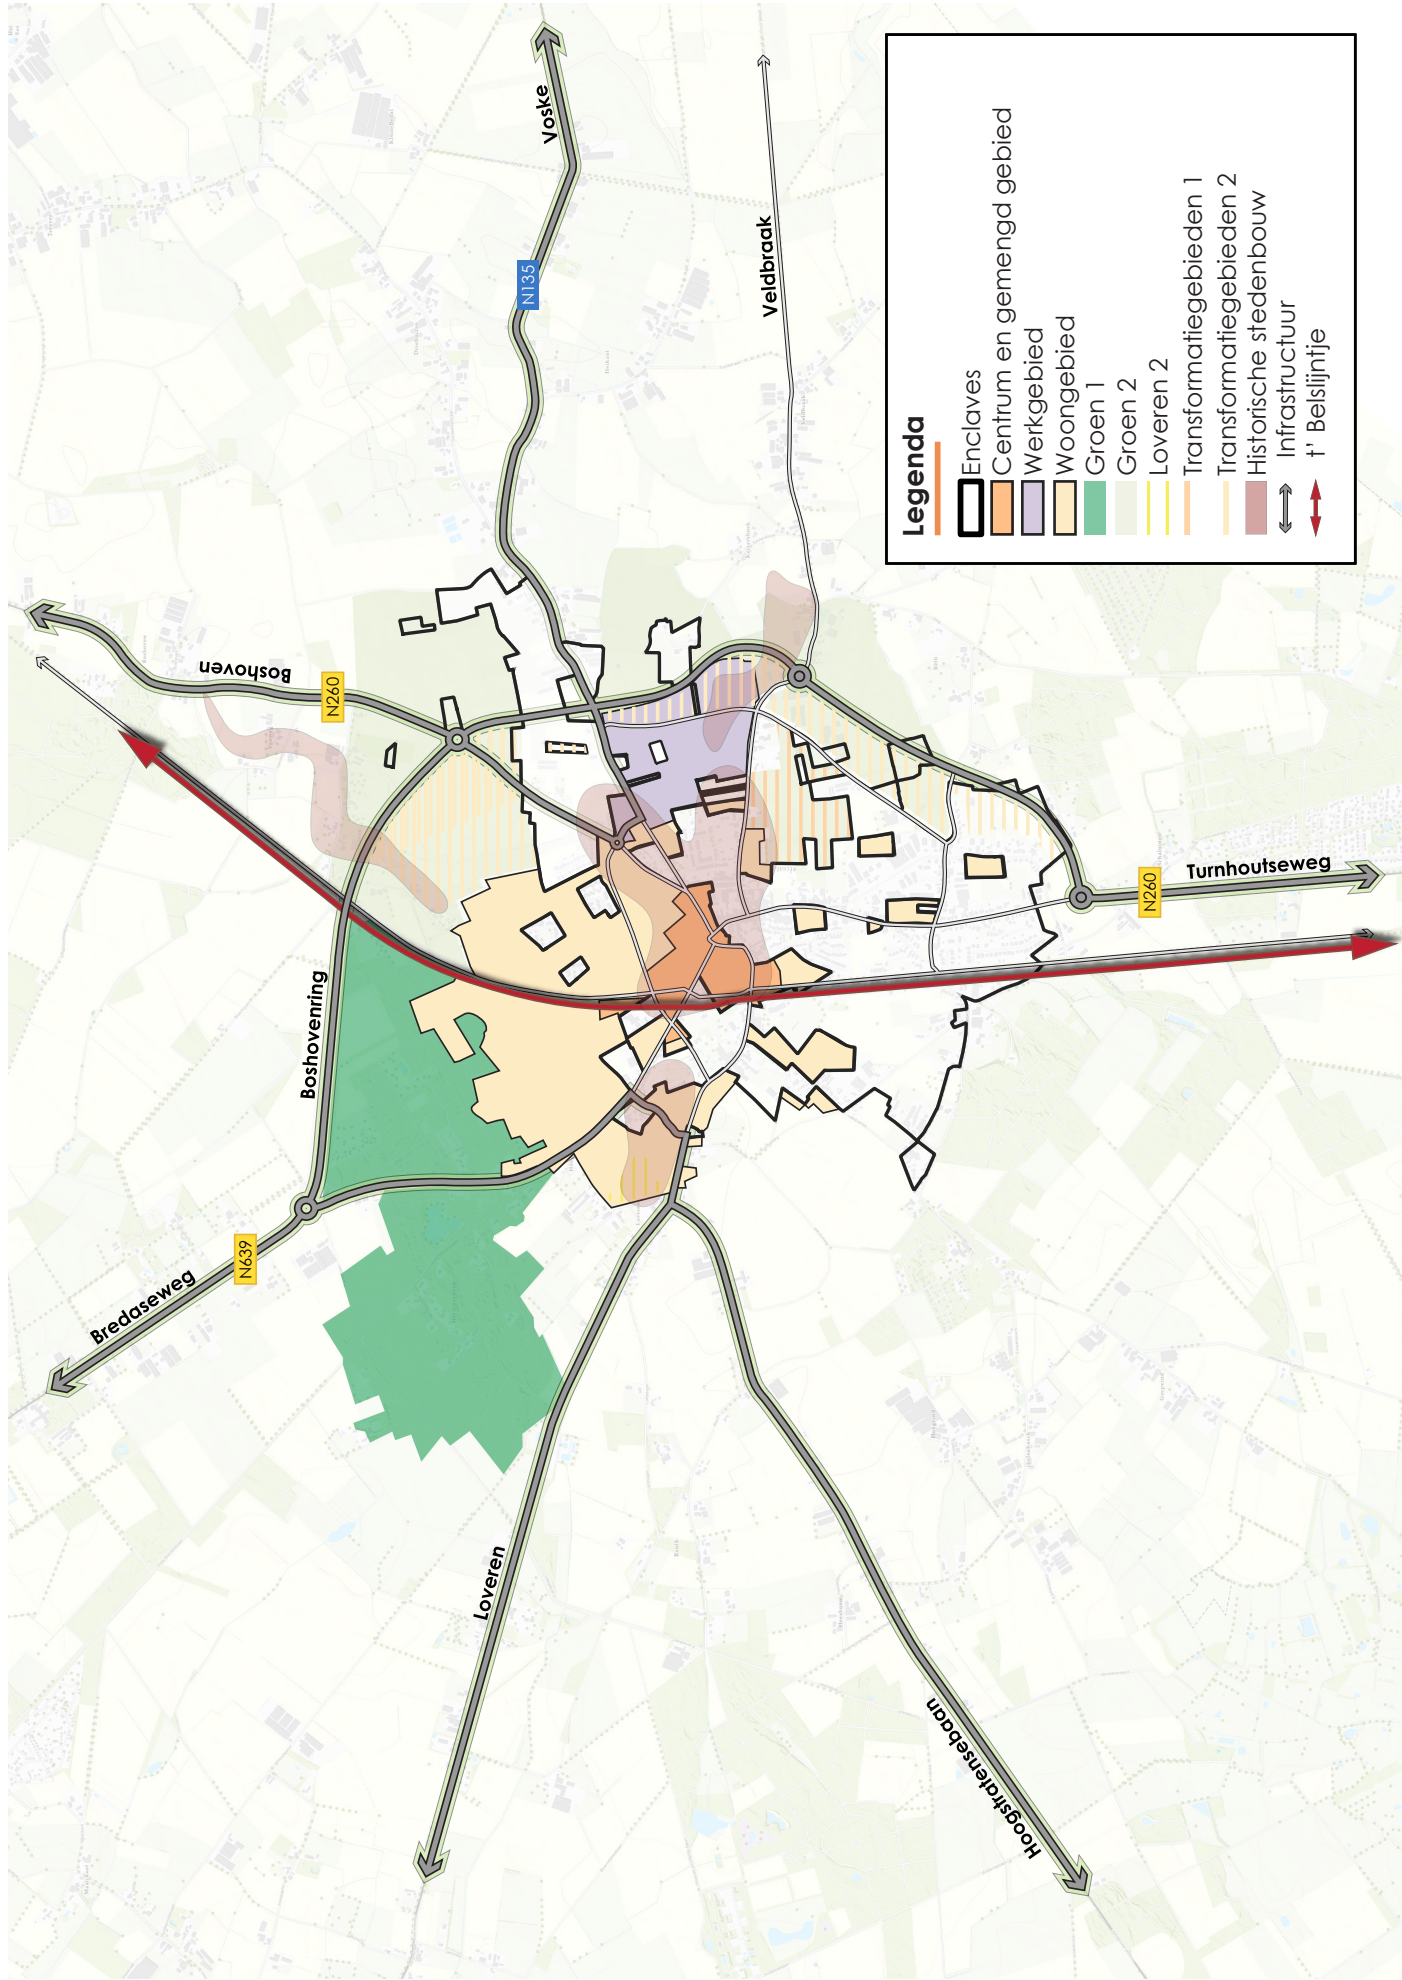 Legenda
Enclaves
Centrum en gemengd gebied
Werkgebied
Woongebied
Groen 1
Groen 2
Loveren 2
Transformatiegebieden 1
Transformatiegebieden 2
Historische stedenbouw
Infrastructuur
t' Belslijntje
Bredaseweg
N639
Boshovenring
Boshoven
N260
Voske
N135
Veldbraak
Loveren
Hoogstratensebaan
N260
Turnhoutseweg